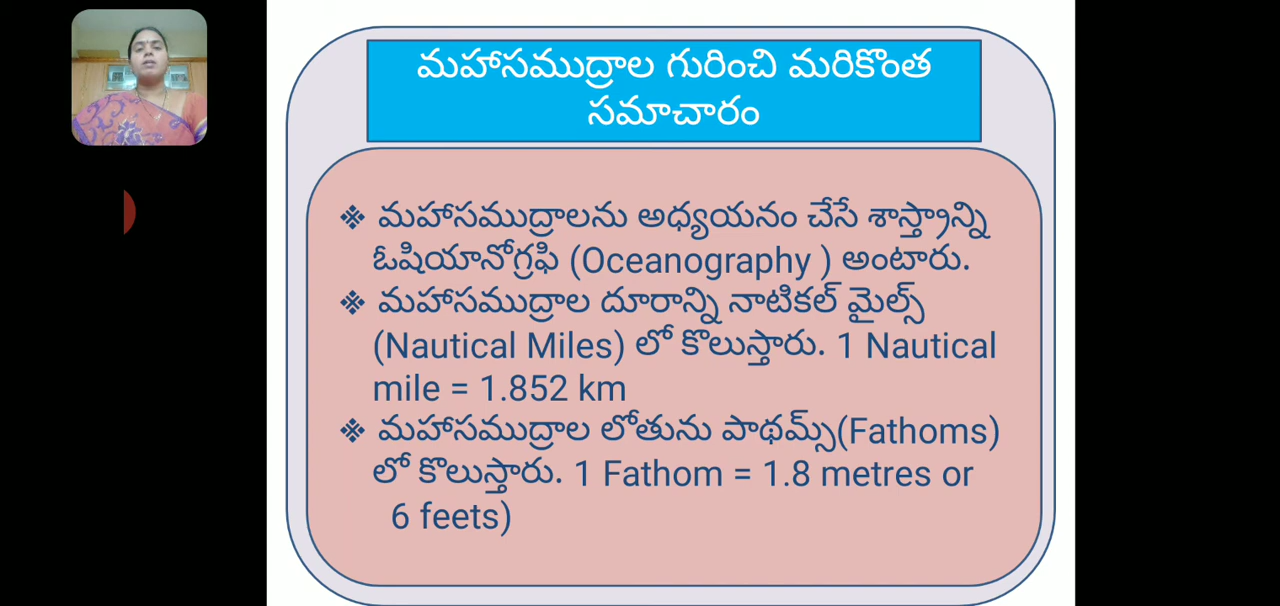 మహాసముద్రాల గురించి మరికొంత
సమాచారం
❖ మహాసముద్రాలను అధ్యయనం చేసే శాస్త్రాన్ని
ఓషియానోగ్రఫి (Oceanography ) అంటారు.
❖ మహాసముద్రాల దూరాన్ని నాటికల్ మైల్స్
(Nautical Miles) లో కొలుస్తారు. 1 Nautical
mile = 1.852 km
❖ మహాసముద్రాల లోతును పాథమ్స్(Fathoms)
లో కొలుస్తారు. 1 Fathom = 1.8 metres or
6 feets)